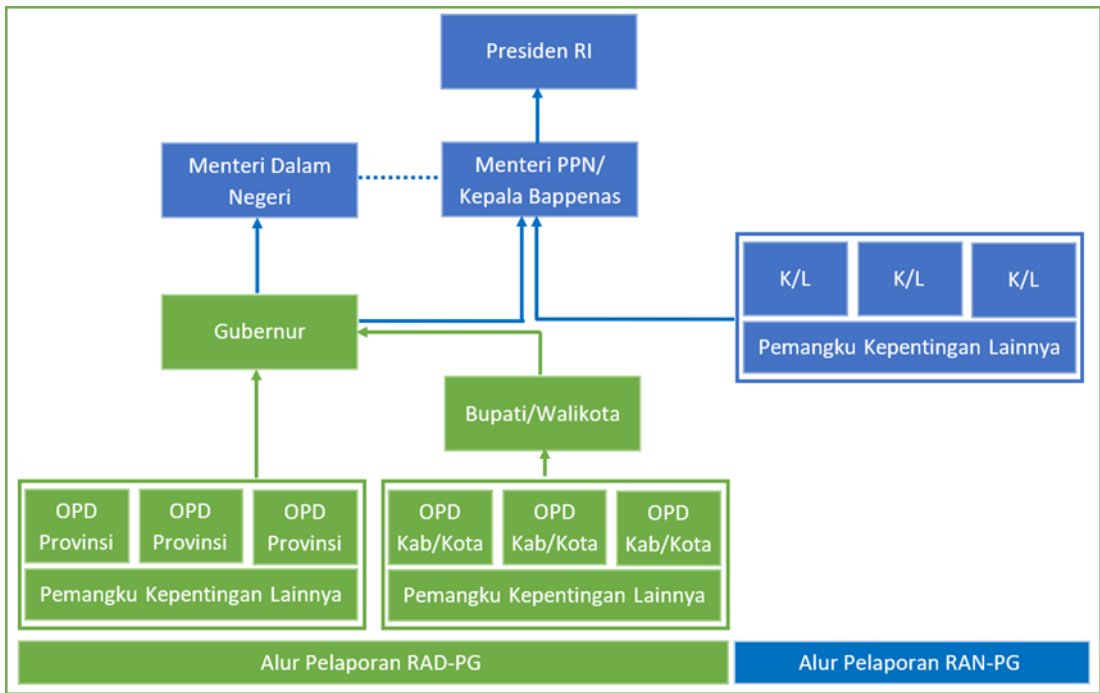 Presiden RI
Menteri Dalam
Negeri
Menteri PPN/
Kepala Bappenas
K/L
K/L
K/L
Pemangku Kepentingan Lainnya
Gubernur
Bupati/Walikota
OPD
Provinsi
OPD
Provinsi
OPD
Provinsi
Pemangku Kepentingan Lainnya
OPD
Kab/Kota
OPD
Kab/Kota
OPD
Kab/Kota
Pemangku Kepentingan Lainnya
Alur Pelaporan RAD-PG
Alur Pelaporan RAN-PG